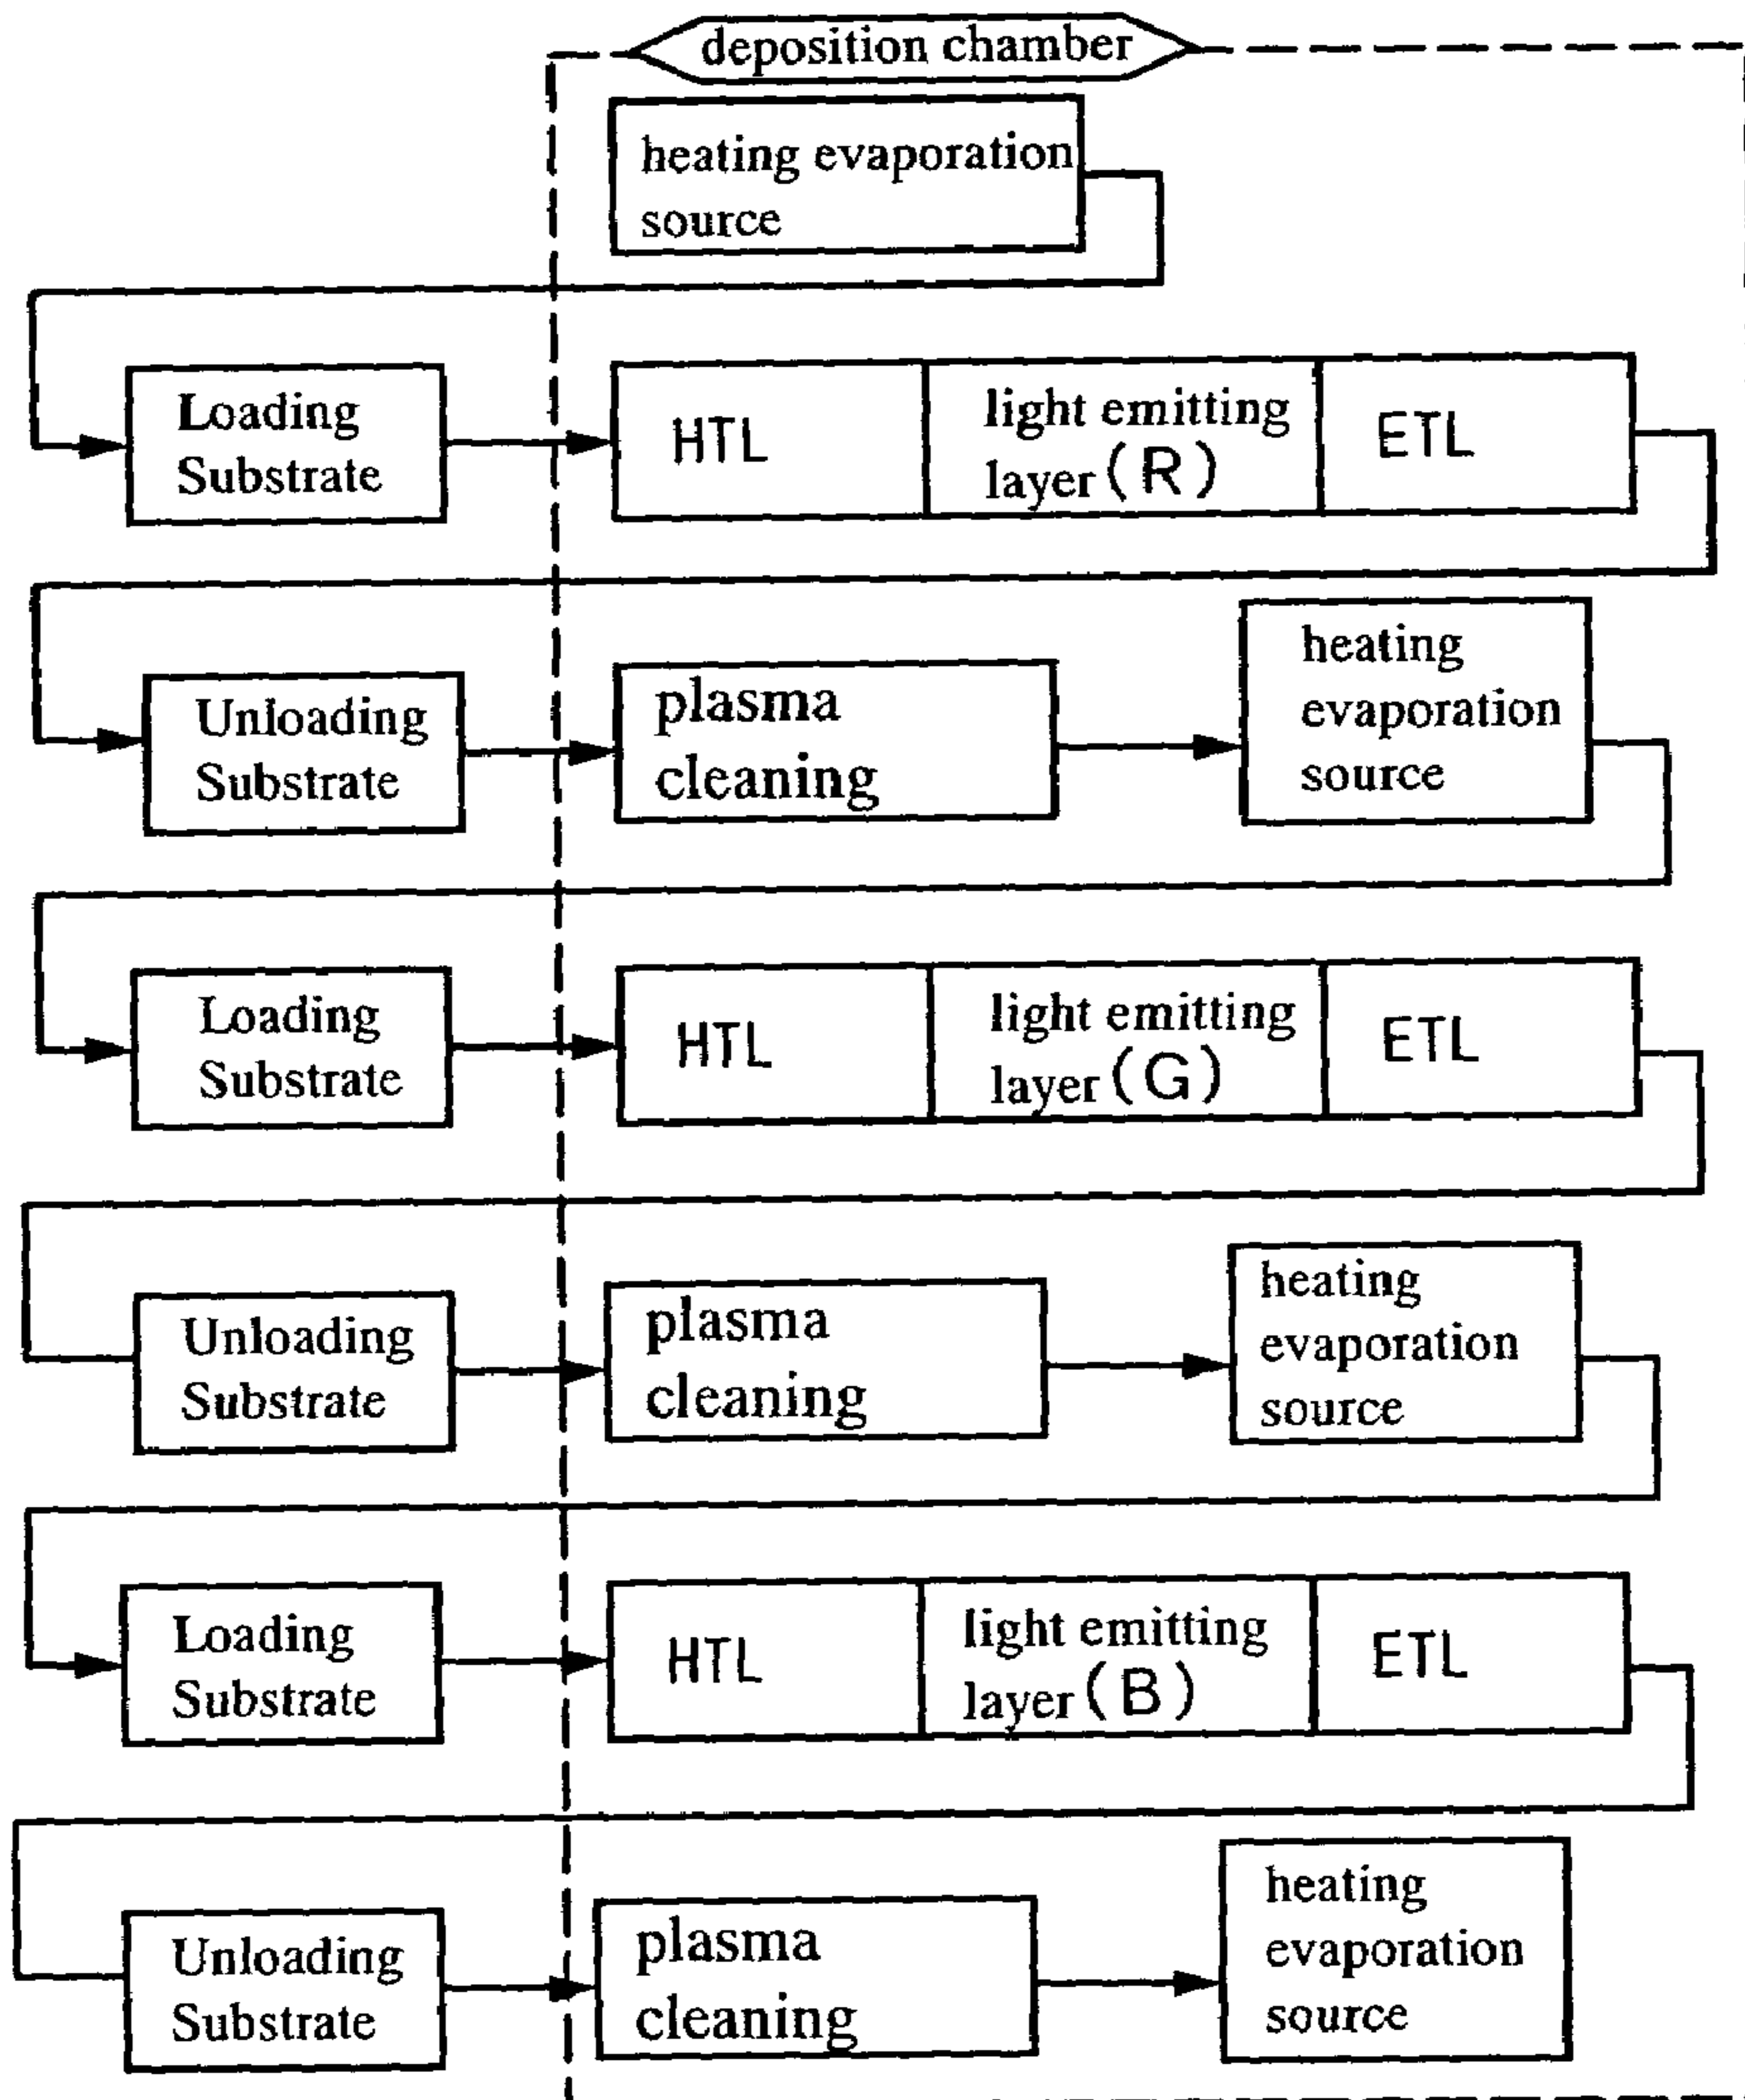 deposition chamber
heating evaporation
source
Loading
Substrate
HTL
light emitting
layer(R)
ETL
Unloading
Substrate
plasma
cleaning
heating
evaporation
source
Loading
Substrate
HTL
light emitting
layer(G)
ETL
Unloading
Substrate
plasma
cleaning
heating
evaporation
source
Loading
Substrate
HTL
light emitting
layer(B)
ETL
Unloading
Substrate
plasma
cleaning
heating
evaporation
source